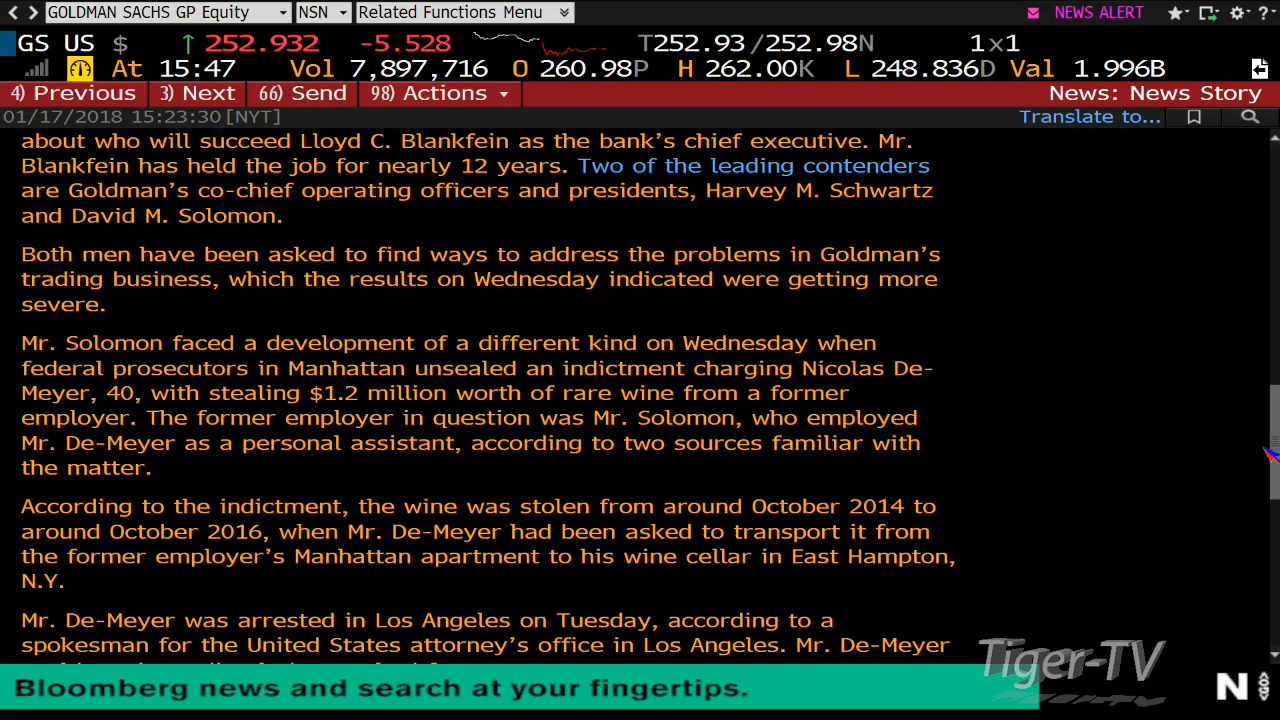 GOLDMAN SACHS GP Equity NSN Related Functions Menu NEWS ALERT
GS US $ ↑ 252.932 -5.528 T252.93/252.98N 1x1
At 15:47 Vol 7,897,716 O 260.98P H 262.00K L 248.836D Val 1.996B
4) Previous 3) Next 66) Send 98) Actions News: News Story
01/17/2018 15:23:30 [NYT] Translate to...
about who will succeed Lloyd C. Blankfein as the bank's chief executive. Mr.
Blankfein has held the job for nearly 12 years. Two of the leading contenders
are Goldman's co-chief operating officers and presidents, Harvey M. Schwartz
and David M. Solomon.
Both men have been asked to find ways to address the problems in Goldman's
trading business, which the results on Wednesday indicated were getting more
severe.
Mr. Solomon faced a development of a different kind on Wednesday when
federal prosecutors in Manhattan unsealed an indictment charging Nicolas De-
Meyer, 40, with stealing $1.2 million worth of rare wine from a former
employer. The former employer in question was Mr. Solomon, who employed
Mr. De-Meyer as a personal assistant, according to two sources familiar with
the matter.
According to the indictment, the wine was stolen from around October 2014 to
around October 2016, when Mr. De-Meyer had been asked to transport it from
the former employer's Manhattan apartment to his wine cellar in East Hampton,
N.Y.
Mr. De-Meyer was arrested in Los Angeles on Tuesday, according to a
spokesman for the United States attorney's office in Los Angeles. Mr. De-Meyer
Bloomberg news and search at your fingertips.
Tiger-TV
N